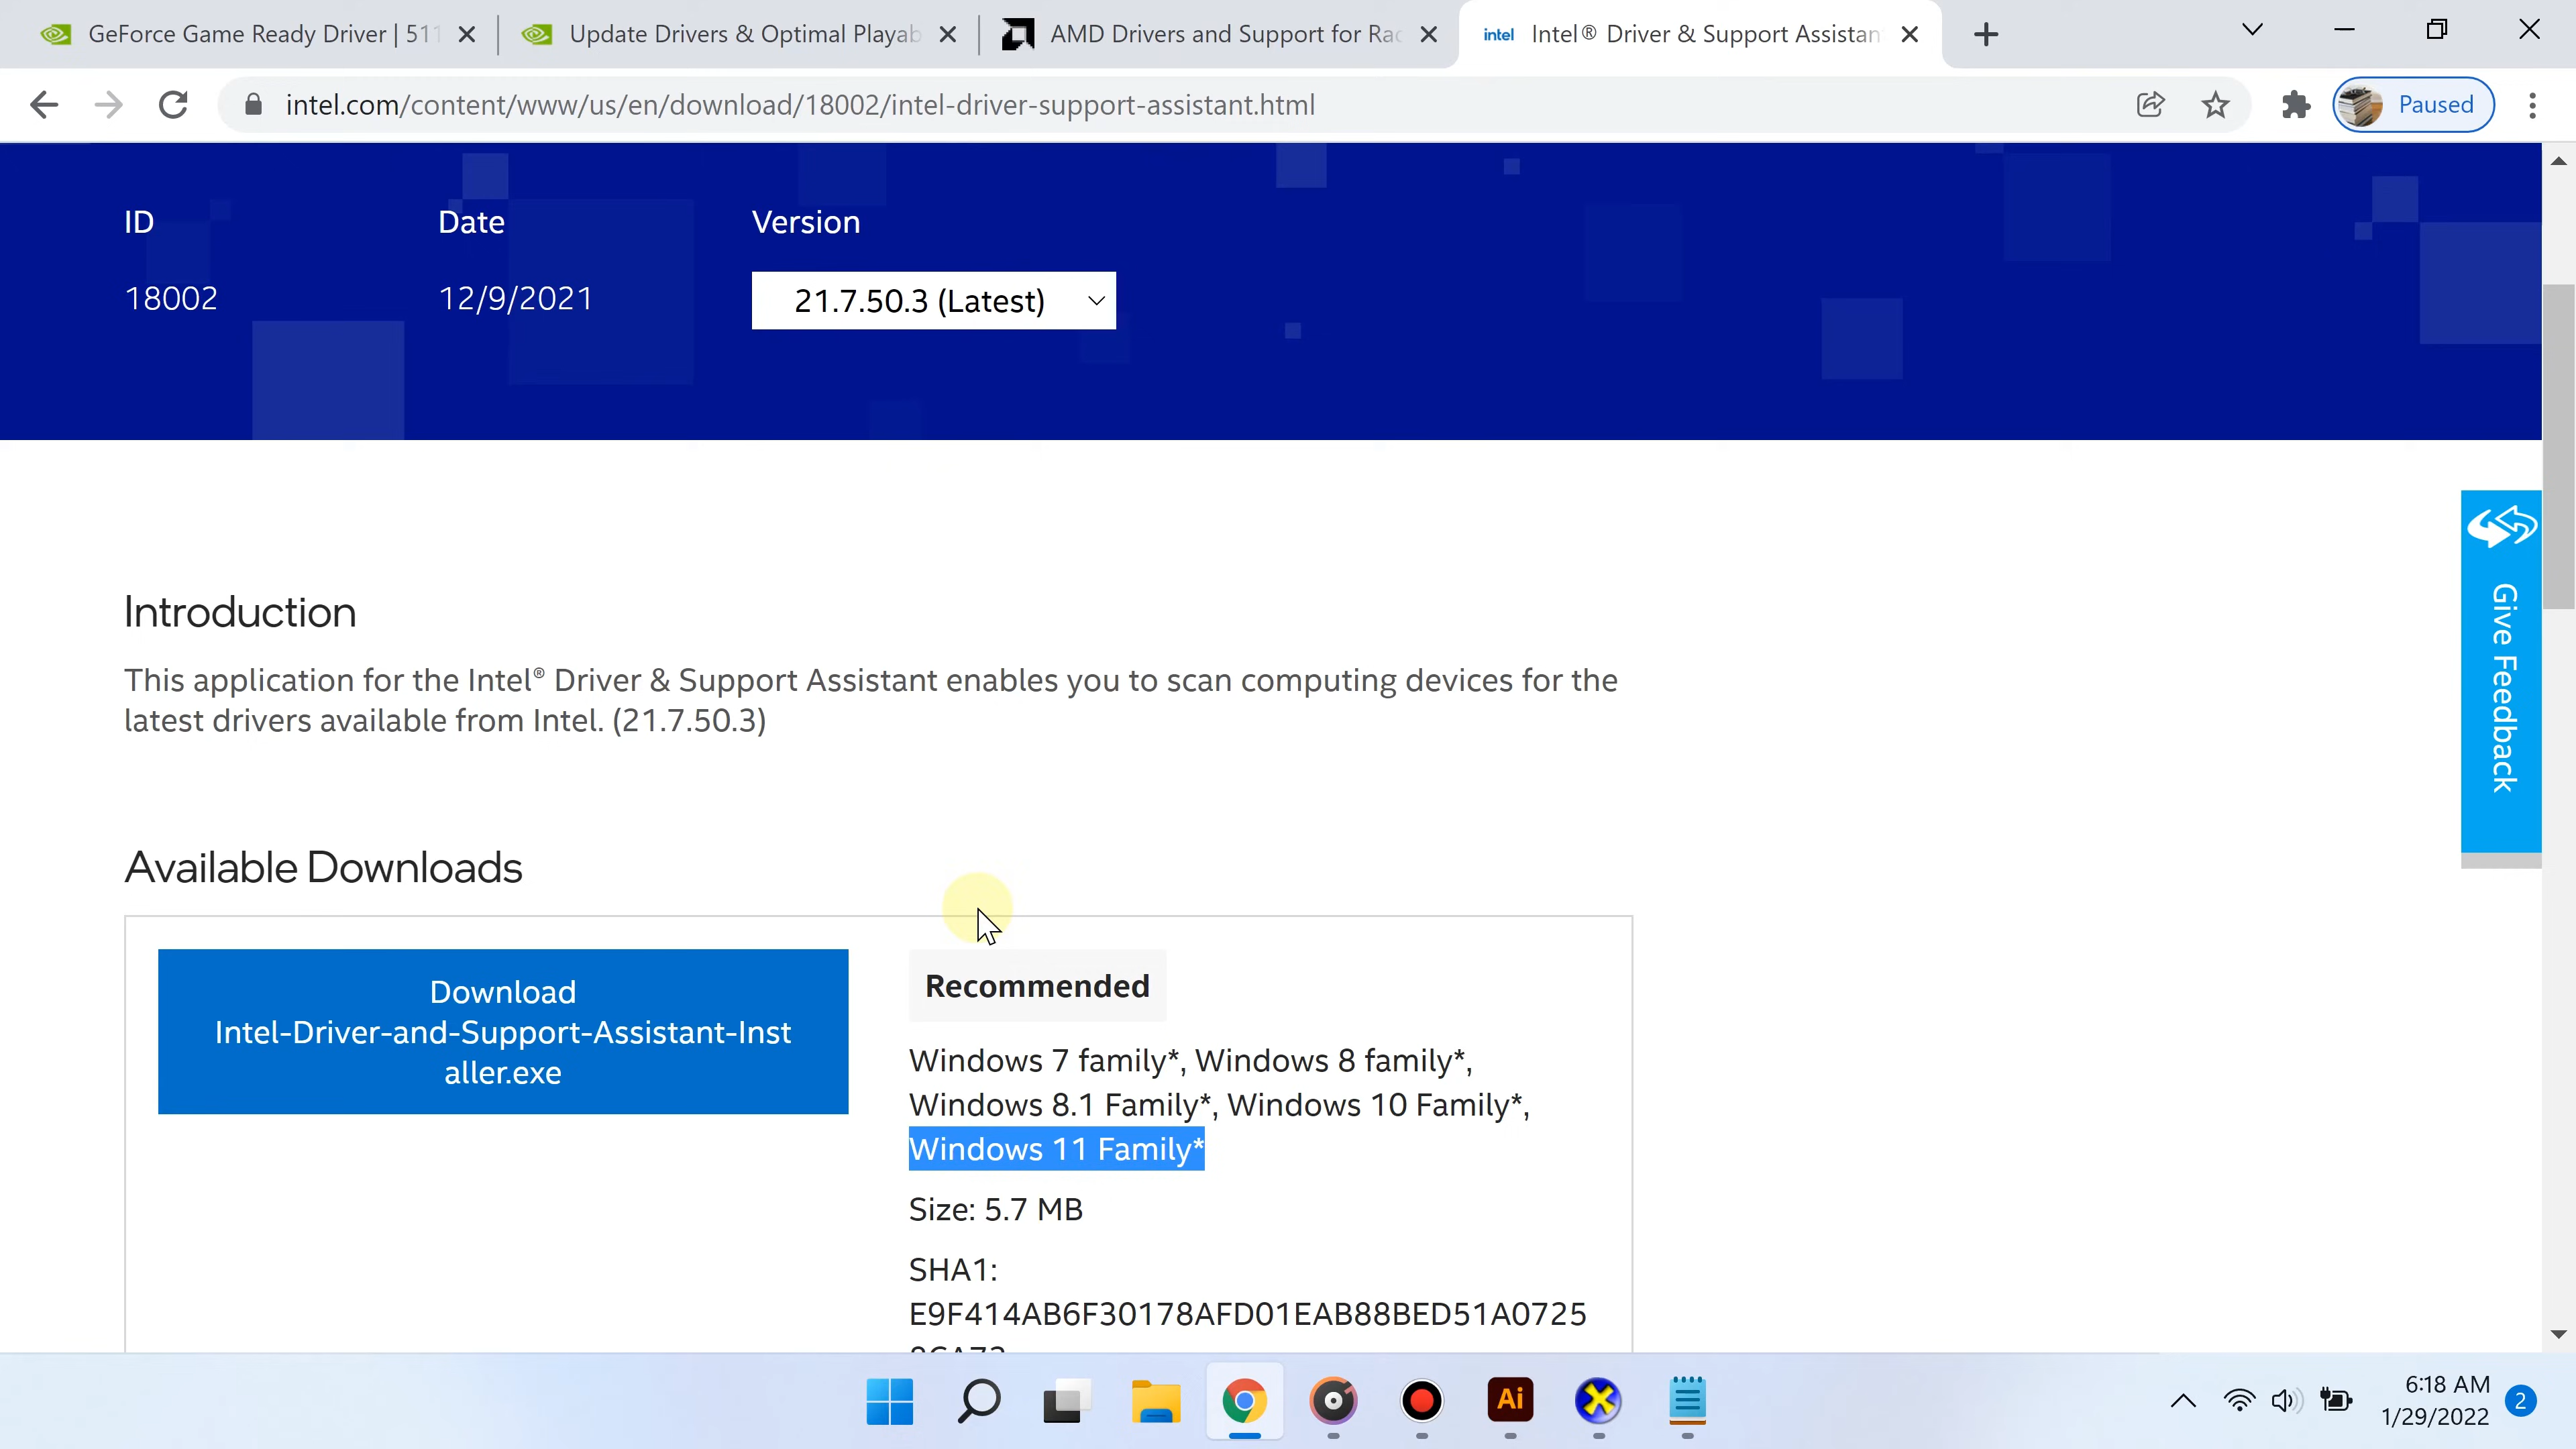 GeForce Game Ready Driver | 511
Update Drivers & Optimal Playab
AMD Drivers and Support for Rac
intel
Intel® Driver & Support Assistan
intel.com/content/www/us/en/download/18002/intel-driver-support-assistant.html
Paused
ID
Date
Version
18002
12/9/2021
21.7.50.3 (Latest)
Give Feedback
Introduction
This application for the Intel® Driver & Support Assistant enables you to scan computing devices for the
latest drivers available from Intel. (21.7.50.3)
Available Downloads
Download
Intel-Driver-and-Support-Assistant-Inst
aller.exe
Recommended
Windows 7 family*, Windows 8 family*,
Windows 8.1 Family*, Windows 10 Family*,
Windows 11 Family*
Size: 5.7 MB
SHA1:
E9F414AB6F30178AFD01EAB88BED51A0725
Ai
6:18 AM
1/29/2022
2